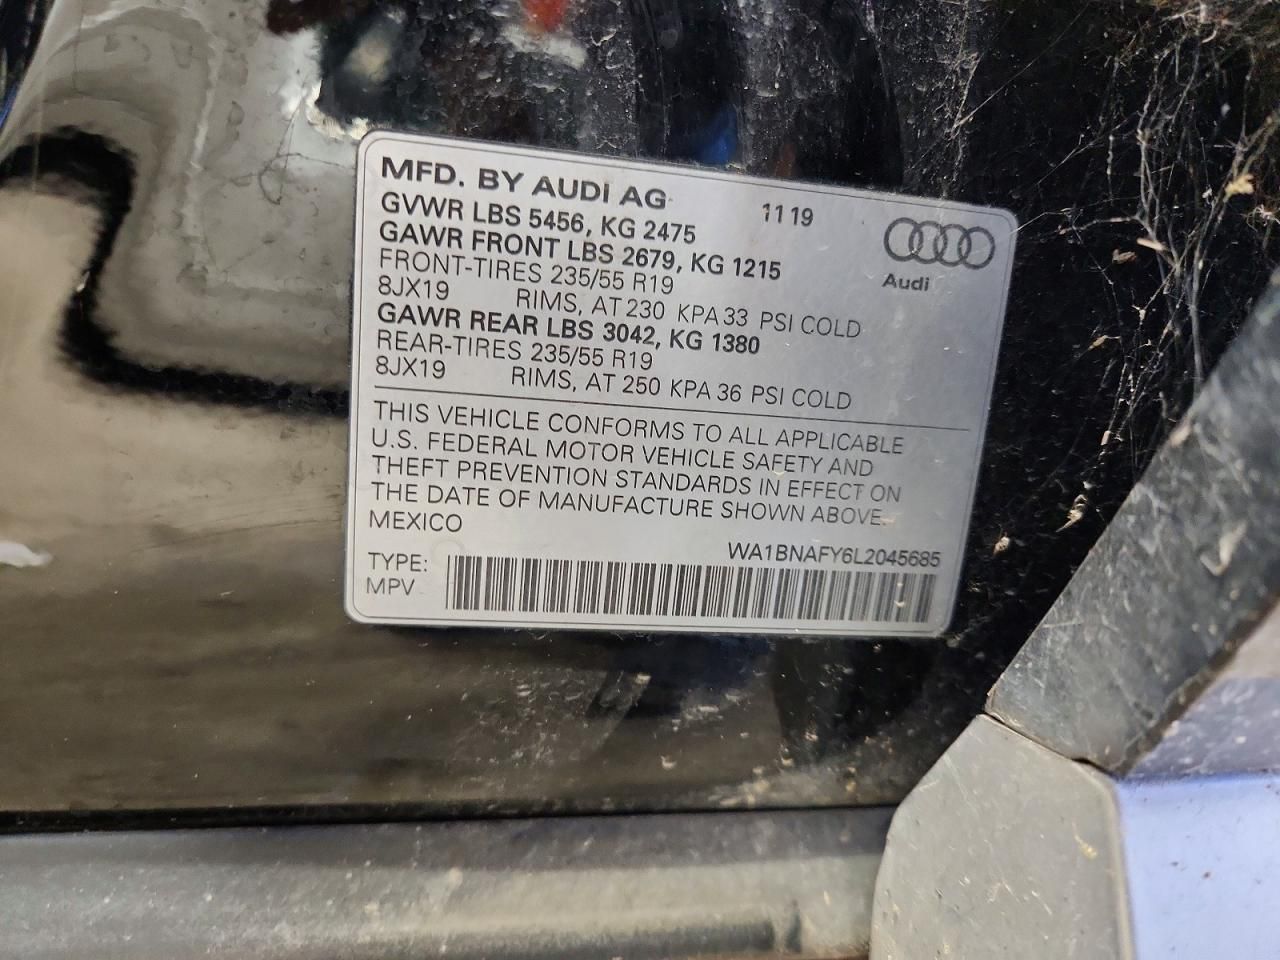 MFD. BY AUDI AG 11 19
GVWR LBS 5456, KG 2475
GAWR FRONT LBS 2679, KG 1215
FRONT-TIRES 235/55 R19
8JX19 RIMS, AT 230 KPA 33 PSI COLD
GAWR REAR LBS 3042, KG 1380
REAR-TIRES 235/55 R19
8JX19 RIMS, AT 250 KPA 36 PSI COLD
Audi
THIS VEHICLE CONFORMS TO ALL APPLICABLE
U.S. FEDERAL MOTOR VEHICLE SAFETY AND
THEFT PREVENTION STANDARDS IN EFFECT ON
THE DATE OF MANUFACTURE SHOWN ABOVE.
MEXICO
WA1BNAFY6L2045685
TYPE:
MPV